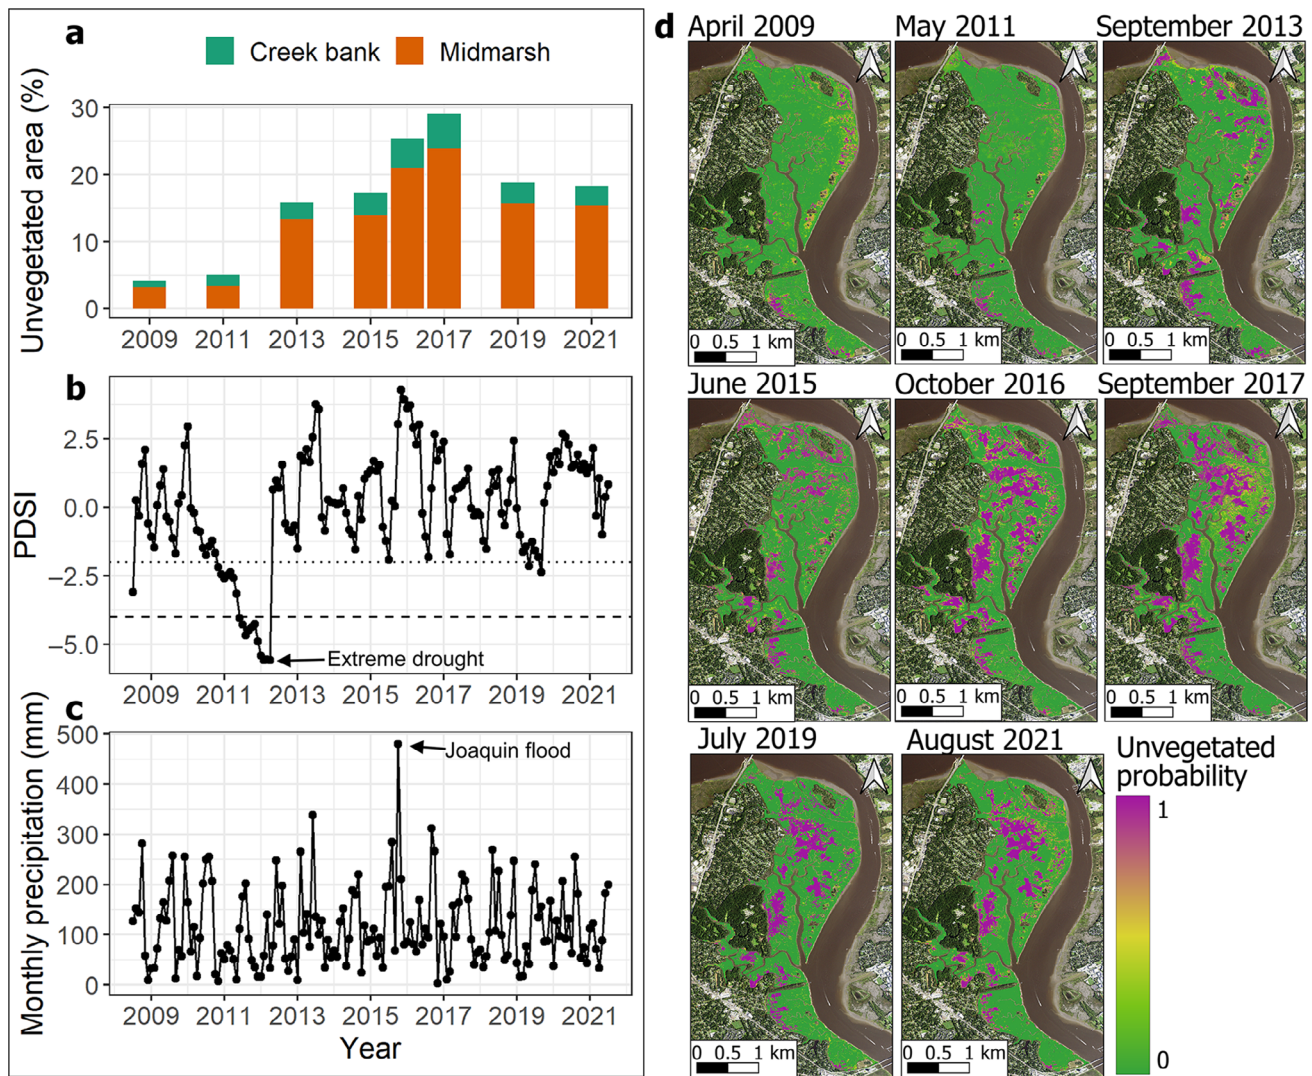 a
Creek bank Midmarsh
Unvegetated area (%)
30
20
10
0
2009 2011 2013 2015 2017 2019 2021
b
PDSI
2.5
0.0
−2.5
−5.0
Extreme drought
2009 2011 2013 2015 2017 2019 2021
c
Monthly precipitation (mm)
500
400
300
200
100
0
Joaquin flood
2009 2011 2013 2015 2017 2019 2021
Year
d
April 2009 May 2011 September 2013
0 0.5 1 km 0 0.5 1 km 0 0.5 1 km
June 2015 October 2016 September 2017
0 0.5 1 km 0 0.5 1 km 0 0.5 1 km
July 2019 August 2021
0 0.5 1 km 0 0.5 1 km
Unvegetated
probability
1
0